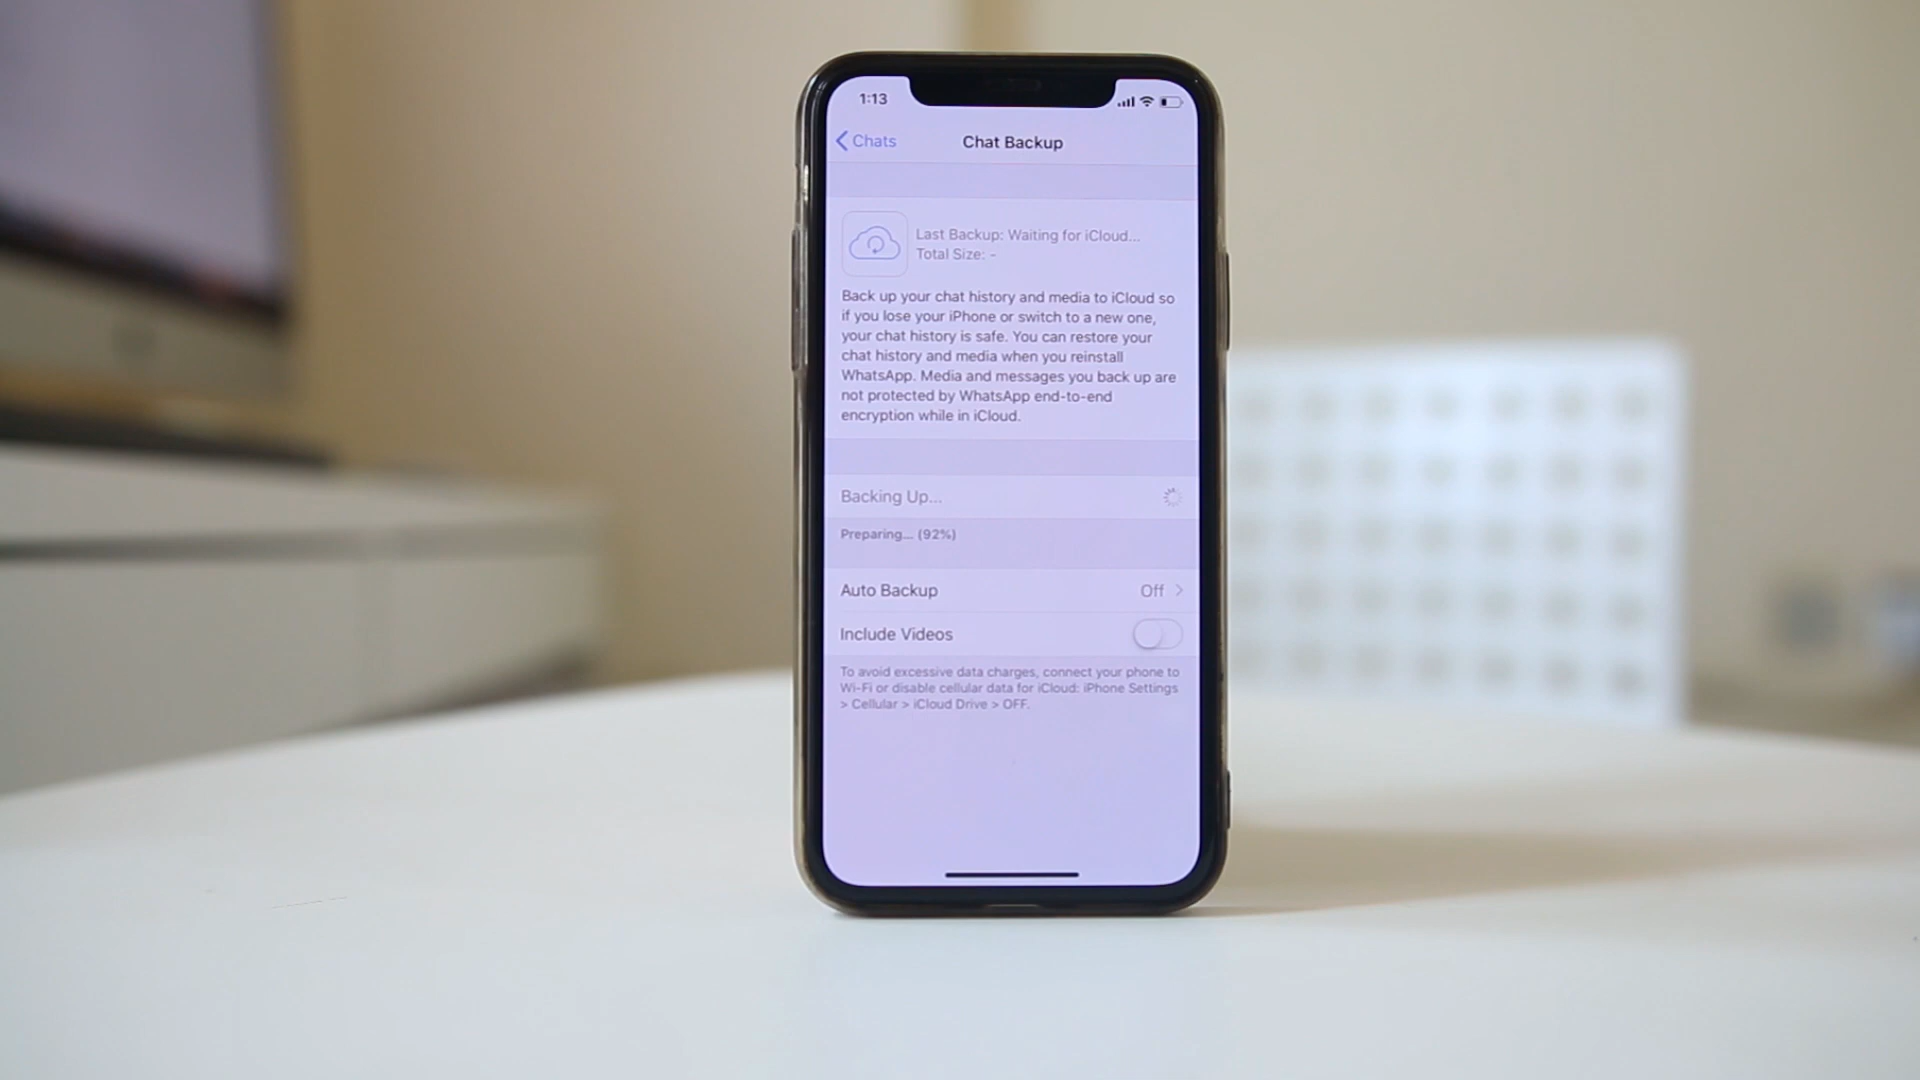 1:13
Chats
Chat Backup
Last Backup: Waiting for iCloud...
Total Size: -
Back up your chat history and media to iCloud so
if you lose your iPhone or switch to a new one,
your chat history is safe. You can restore your
chat history and media when you reinstall
WhatsApp. Media and messages you back up are
not protected by WhatsApp end-to-end
encryption while in iCloud.
Backing Up...
Preparing... (92%)
Auto Backup Off
Include Videos
To avoid excessive data charges, connect your phone to
Wi-Fi or disable cellular data for iCloud: iPhone Settings
> Cellular > iCloud Drive > OFF.